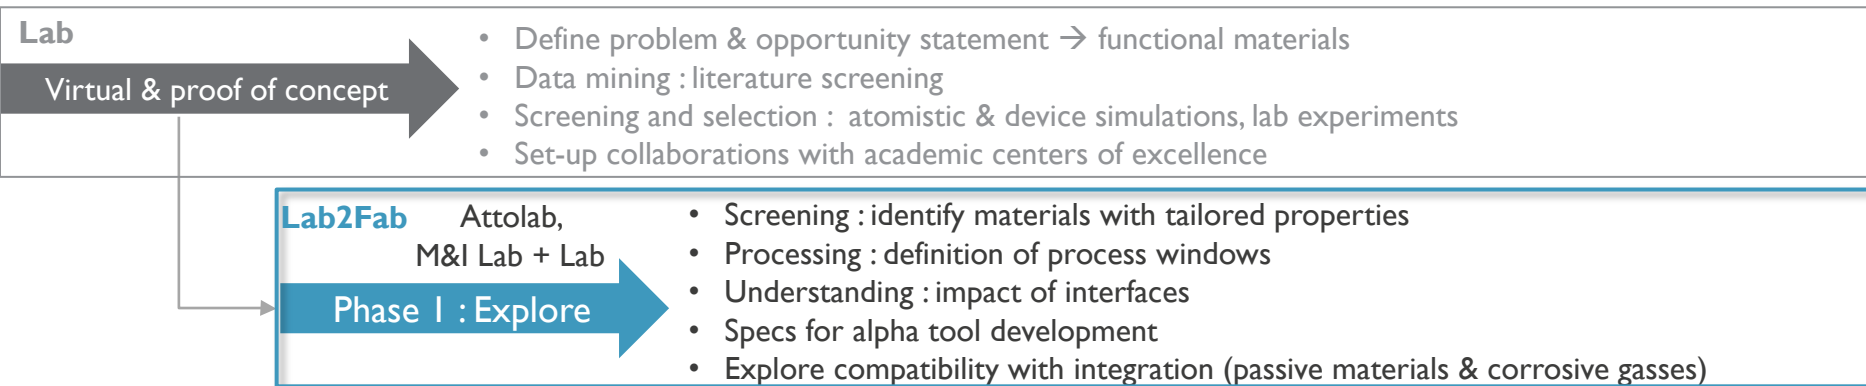 Lab
Virtual & proof of concept
• Define problem & opportunity statement → functional materials
• Data mining : literature screening
• Screening and selection : atomistic & device simulations, lab experiments
• Set-up collaborations with academic centers of excellence
Lab2Fab Attolab,
M&I Lab + Lab
Phase 1 : Explore
• Screening : identify materials with tailored properties
• Processing : definition of process windows
• Understanding : impact of interfaces
• Specs for alpha tool development
• Explore compatibility with integration (passive materials & corrosive gasses)